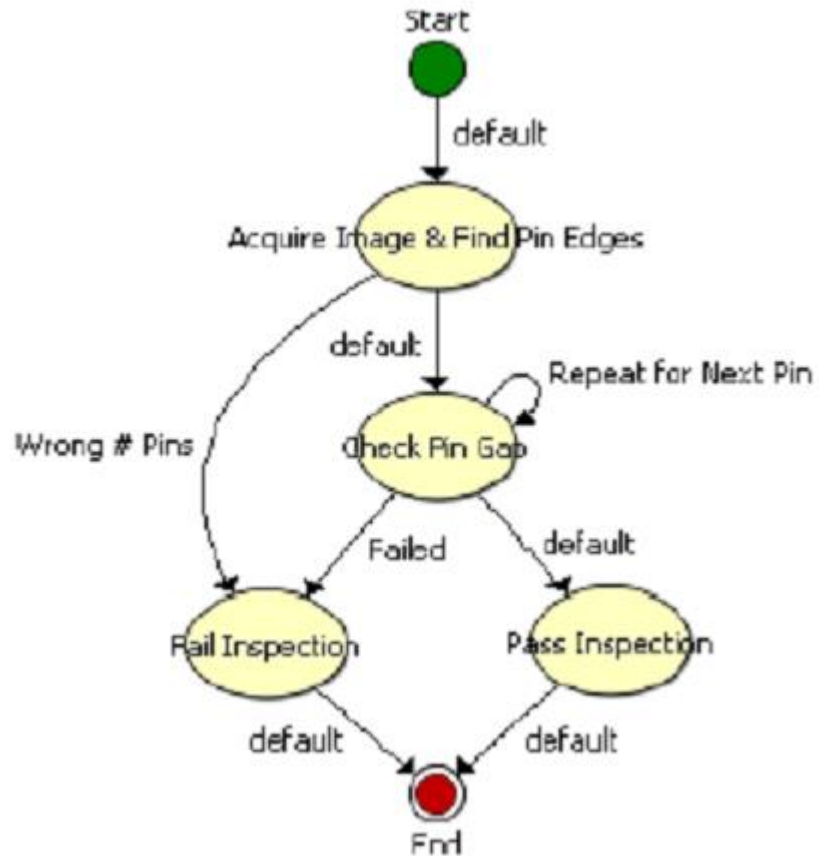 Start
default
Acquire Image & Find Pin Edges
default
Repeat for Next Pin
Wrong # Pins
Check Pin Gap
Failed
default
Fail Inspection
Pass Inspection
default
default
End